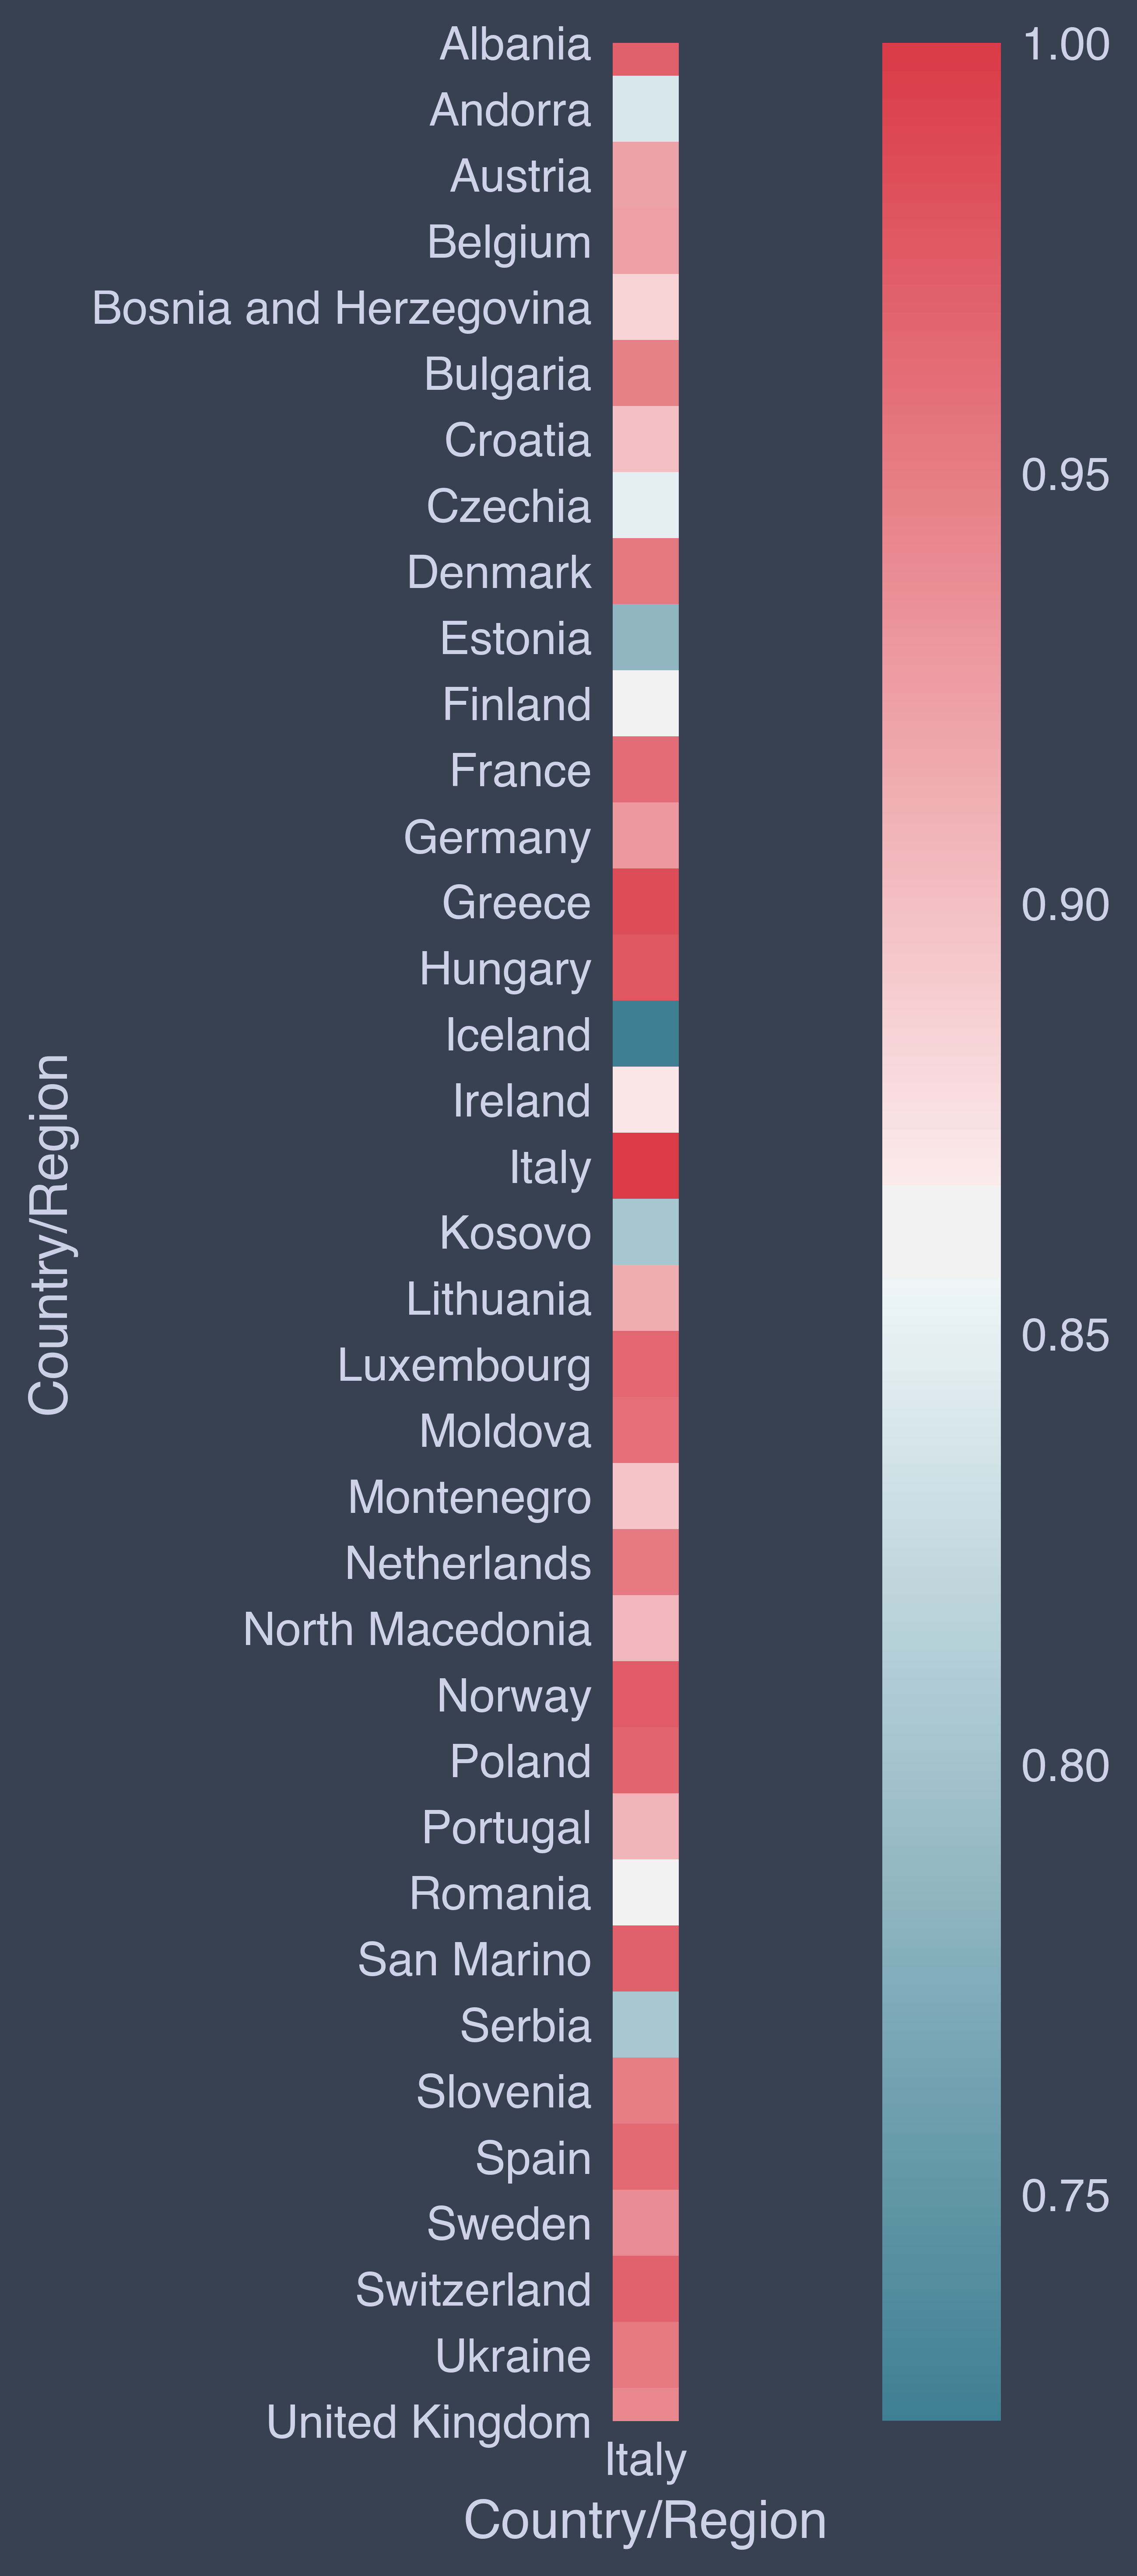 Albania
Andorra
Austria
Belgium
Bosnia and Herzegovina
Bulgaria
Croatia
Czechia
Denmark
Estonia
Finland
France
Germany
Greece
Hungary
Iceland
Ireland
Italy
Kosovo
Lithuania
Luxembourg
Moldova
Montenegro
Netherlands
North Macedonia
Norway
Poland
Portugal
Romania
San Marino
Serbia
Slovenia
Spain
Sweden
Switzerland
Ukraine
United Kingdom
Country/Region
Italy
Country/Region
1.00
0.95
0.90
0.85
0.80
0.75